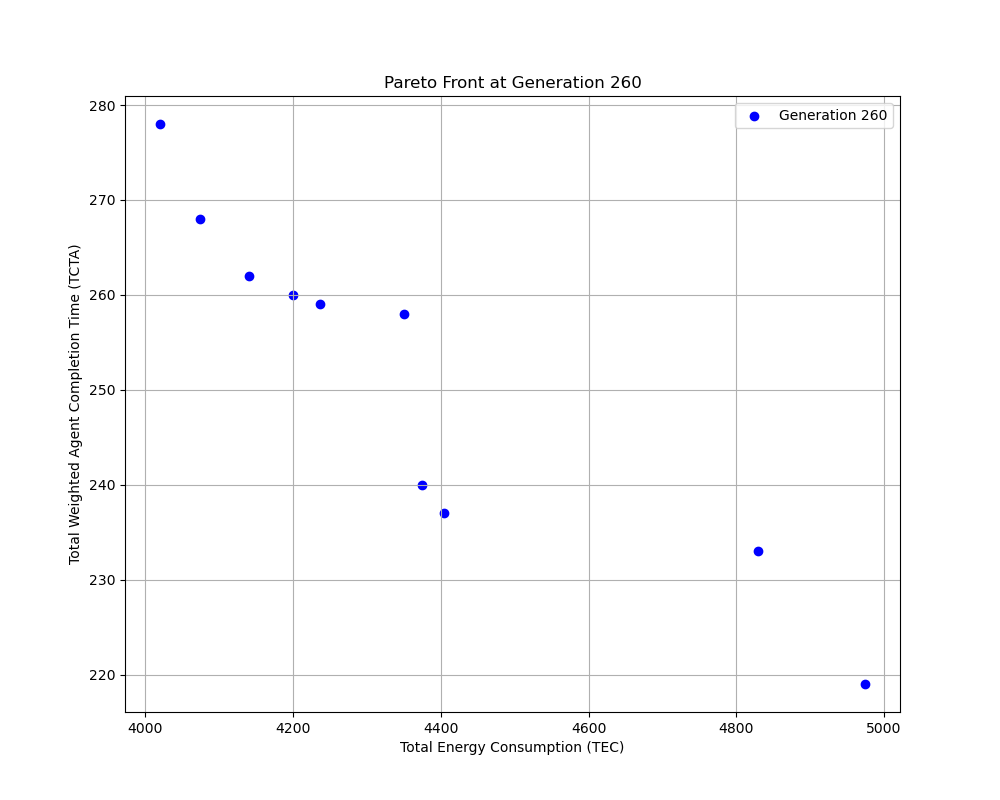 Pareto Front at Generation 260
Generation 260
Total Weighted Agent Completion Time (TCTA)
280
270
260
250
240
230
220
4000 4200 4400 4600 4800 5000
Total Energy Consumption (TEC)